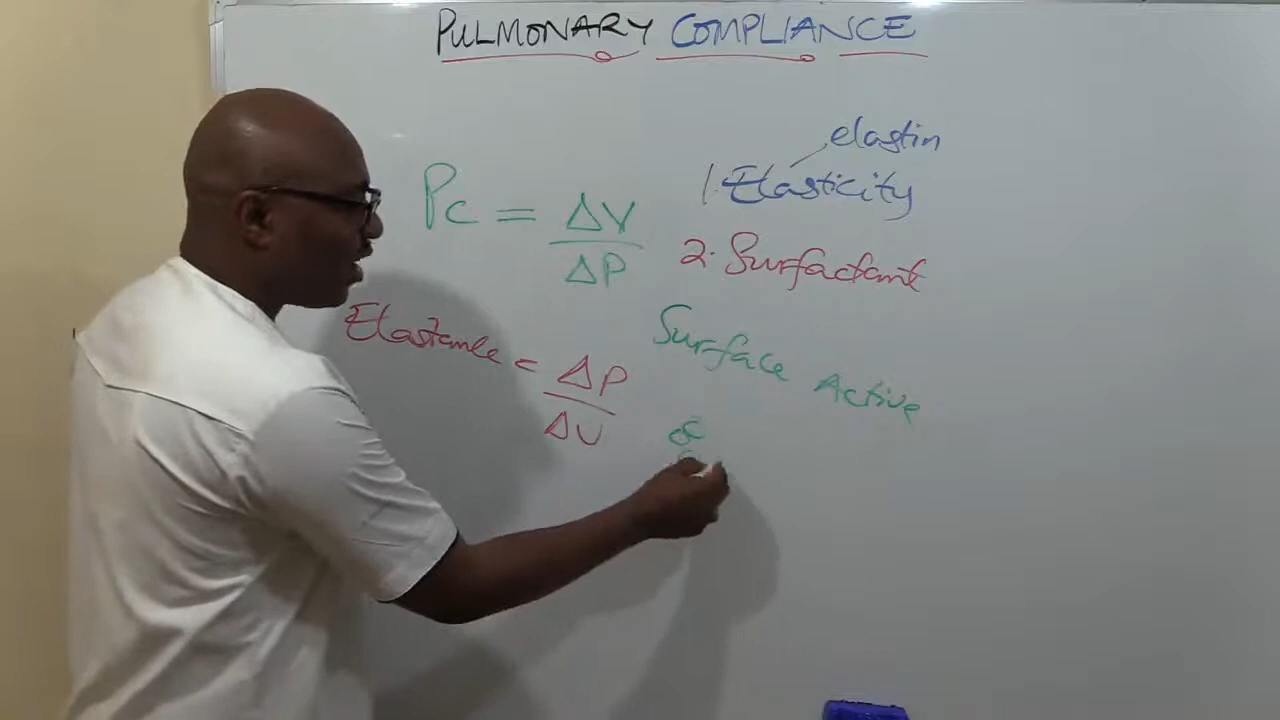 PULMONARY COMPLIANCE
elastin
Pc = ΔV / ΔP
1. Elasticity
2. Surfactant
Elastance = ΔP / ΔV
Surface Active